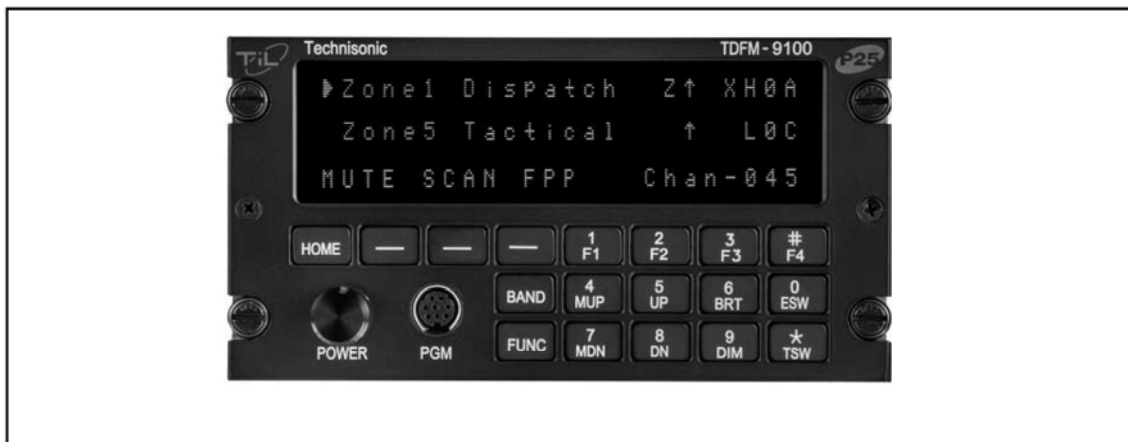 TiL Technisonic TDFM - 9100 P25
Zone1 Dispatch Z↑ XH0A
Zone5 Tactical ↑ L0C
MUTE SCAN FPP Chan-045
HOME — — — 1 F1 2 F2 3 F3 # F4
BAND 4 MUP 5 UP 6 BRT 0 ESW
FUNC 7 MDN 8 DN 9 DIM * TSW
POWER PGM